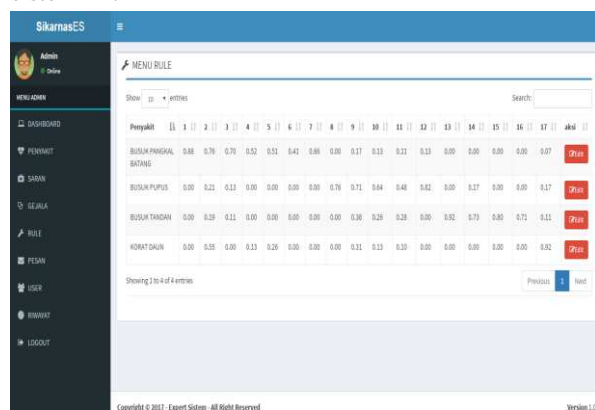 SikarnasES
Admin
Online
MENU ADMIN
DASHBOARD
PENYAKIT
SARAN
GEJALA
RULE
PESAN
USER
RIWAYAT
LOGOUT
MENU RULE
Show 10 entries
Search:
Penyakit 1 2 3 4 5 6 7 8 9 10 11 12 13 14 15 16 17 aksi
BUSUK PANGKAL 0.88 0.76 0.70 0.52 0.51 0.41 0.66 0.00 0.17 0.13 0.11 0.13 0.00 0.00 0.00 0.00 0.07 Edit
BATANG
BUSUK PUPUS 0.00 0.21 0.13 0.00 0.00 0.00 0.00 0.76 0.71 0.64 0.48 0.82 0.00 0.27 0.00 0.00 0.17 Edit
BUSUK TANDAN 0.00 0.19 0.11 0.00 0.00 0.00 0.00 0.00 0.36 0.26 0.28 0.00 0.92 0.73 0.80 0.71 0.11 Edit
KORAT DAUN 0.00 0.55 0.00 0.13 0.26 0.00 0.00 0.00 0.31 0.13 0.10 0.00 0.00 0.00 0.00 0.00 0.92 Edit
Showing 1 to 4 of 4 entries
Previous 1 Next
Copyright © 2017 - Expert Sistem - All Right Reserved
Version 1.0